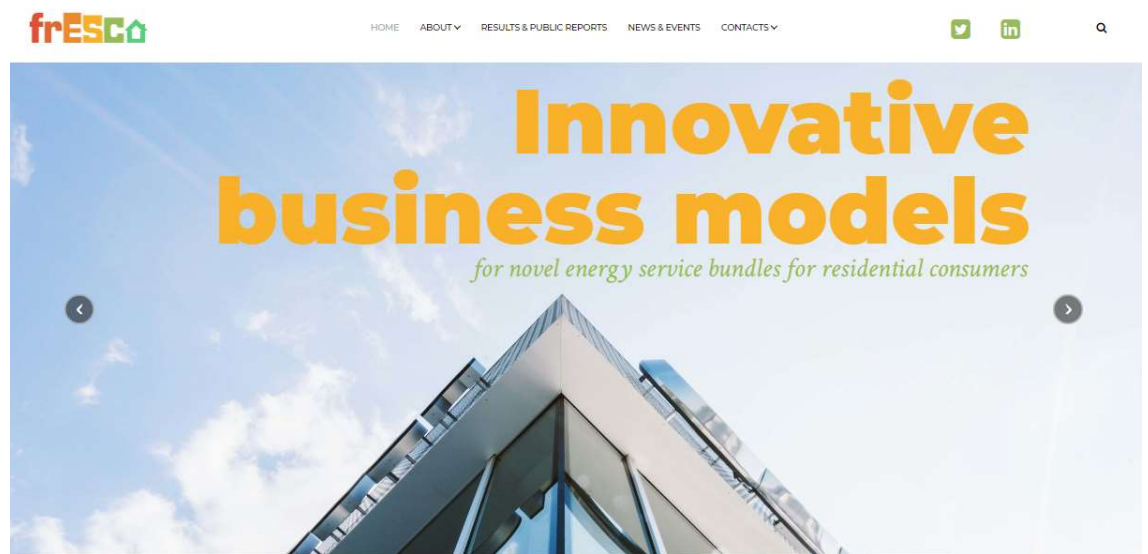 frESCo
HOME ABOUT RESULTS & PUBLIC REPORTS NEWS & EVENTS CONTACTS
Innovative
business models
for novel energy service bundles for residential consumers